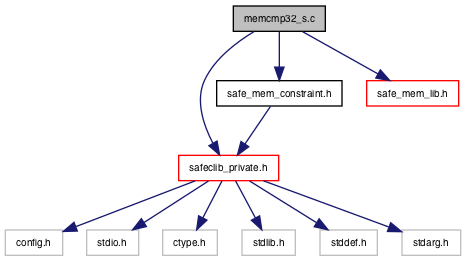 memcmp32_s.c
safe_mem_constraint.h
safe_mem_lib.h
safeclib_private.h
config.h
stdio.h
ctype.h
stdlib.h
stddef.h
stdarg.h